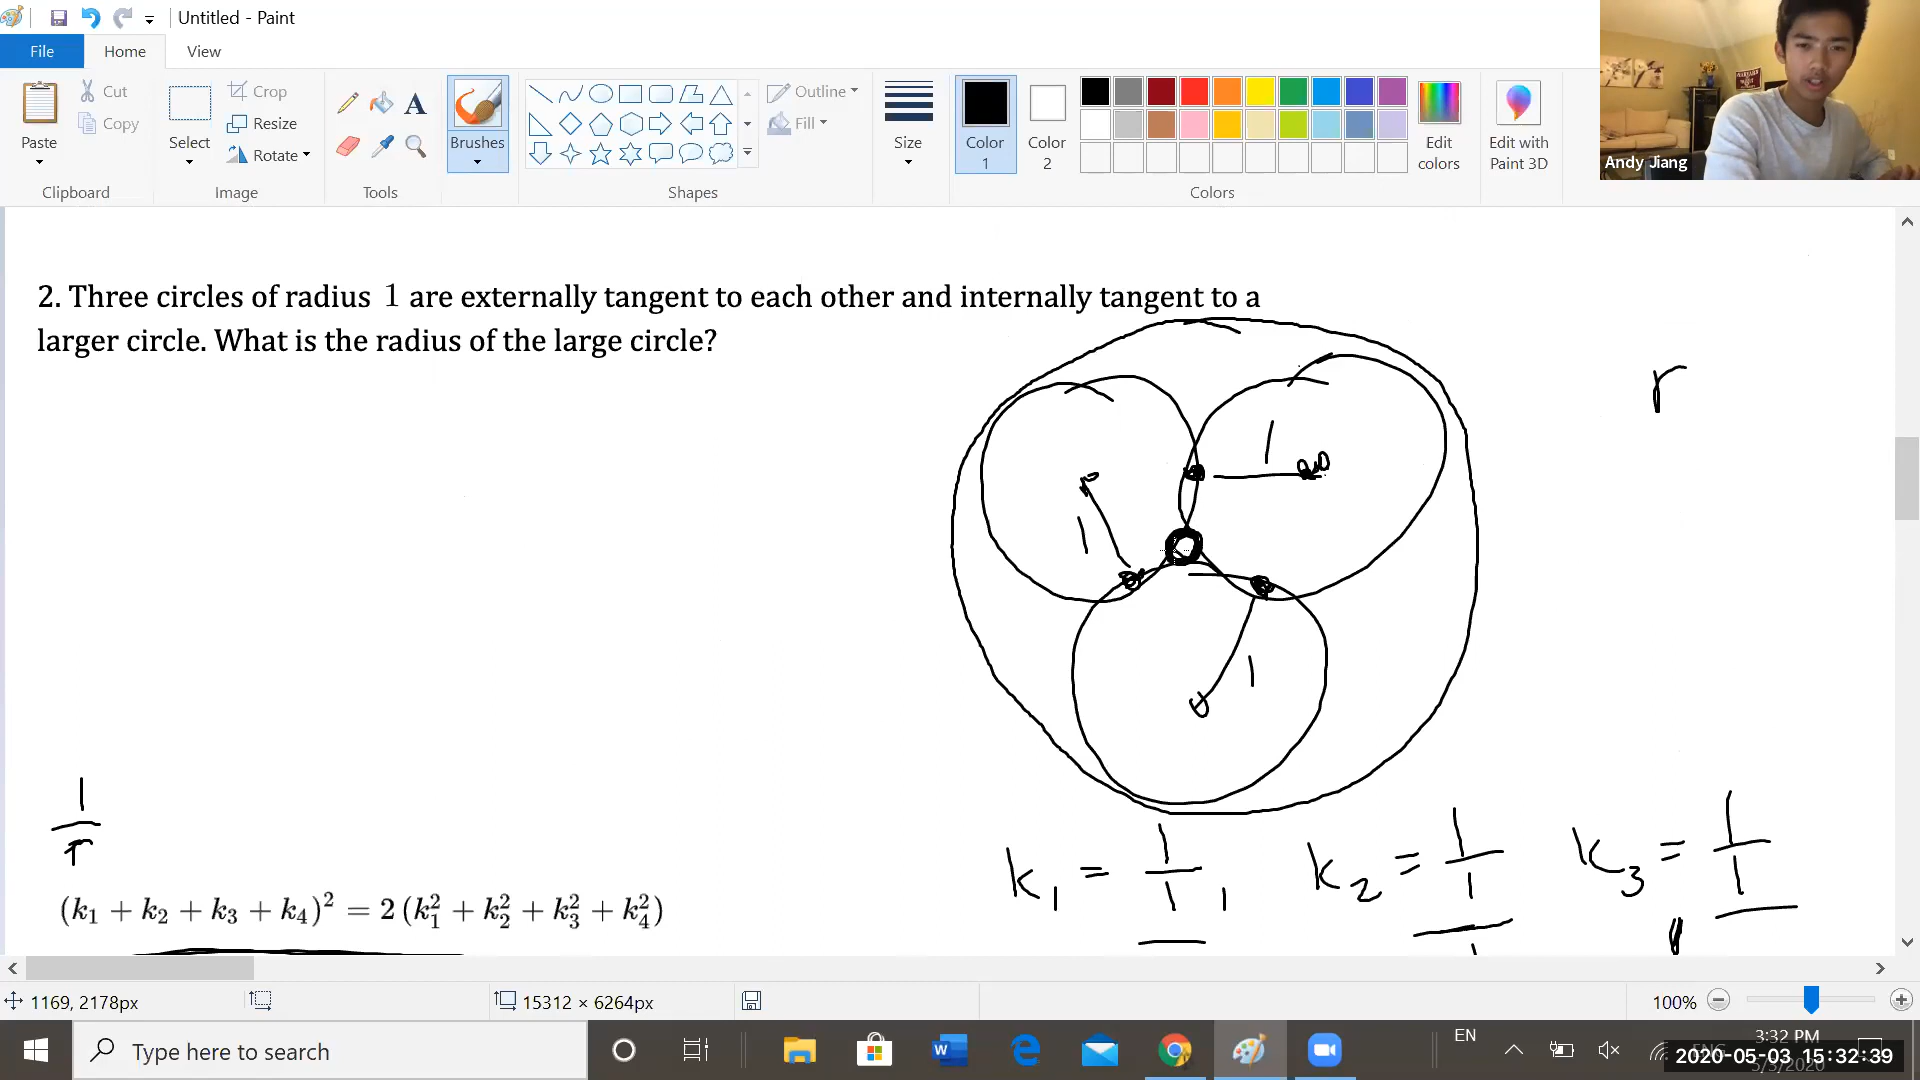 Untitled - Paint
File Home View
Paste
Cut
Copy
Clipboard
Select
Crop
Resize
Rotate
Image
Tools
Brushes
Shapes
Outline
Fill
Size
Color 1
Color 2
Colors
Edit colors
Edit with Paint 3D
Andy Jiang
2. Three circles of radius 1 are externally tangent to each other and internally tangent to a
larger circle. What is the radius of the large circle?
r
1
1
1
1/r
(k₁ + k₂ + k₃ + k₄)² = 2 (k₁² + k₂² + k₃² + k₄²)
k₁ = 1/1 , k₂ = 1/1 k₃ = 1/1
1169, 2178px
15312 × 6264px
100%
Type here to search
EN
3:32 PM
2020-05-03 15:32:39